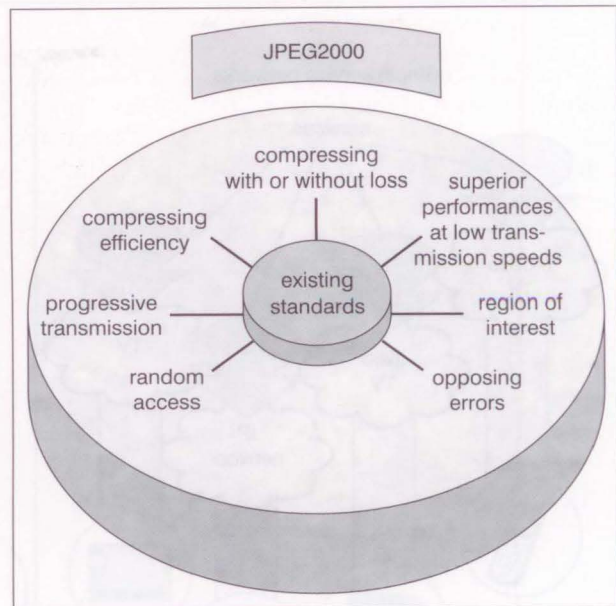 JPEG2000
compressing
with or without loss
superior
performances
at low trans-
mission speeds
compressing
efficiency
existing
standards
progressive
transmission
region of
interest
random
access
opposing
errors